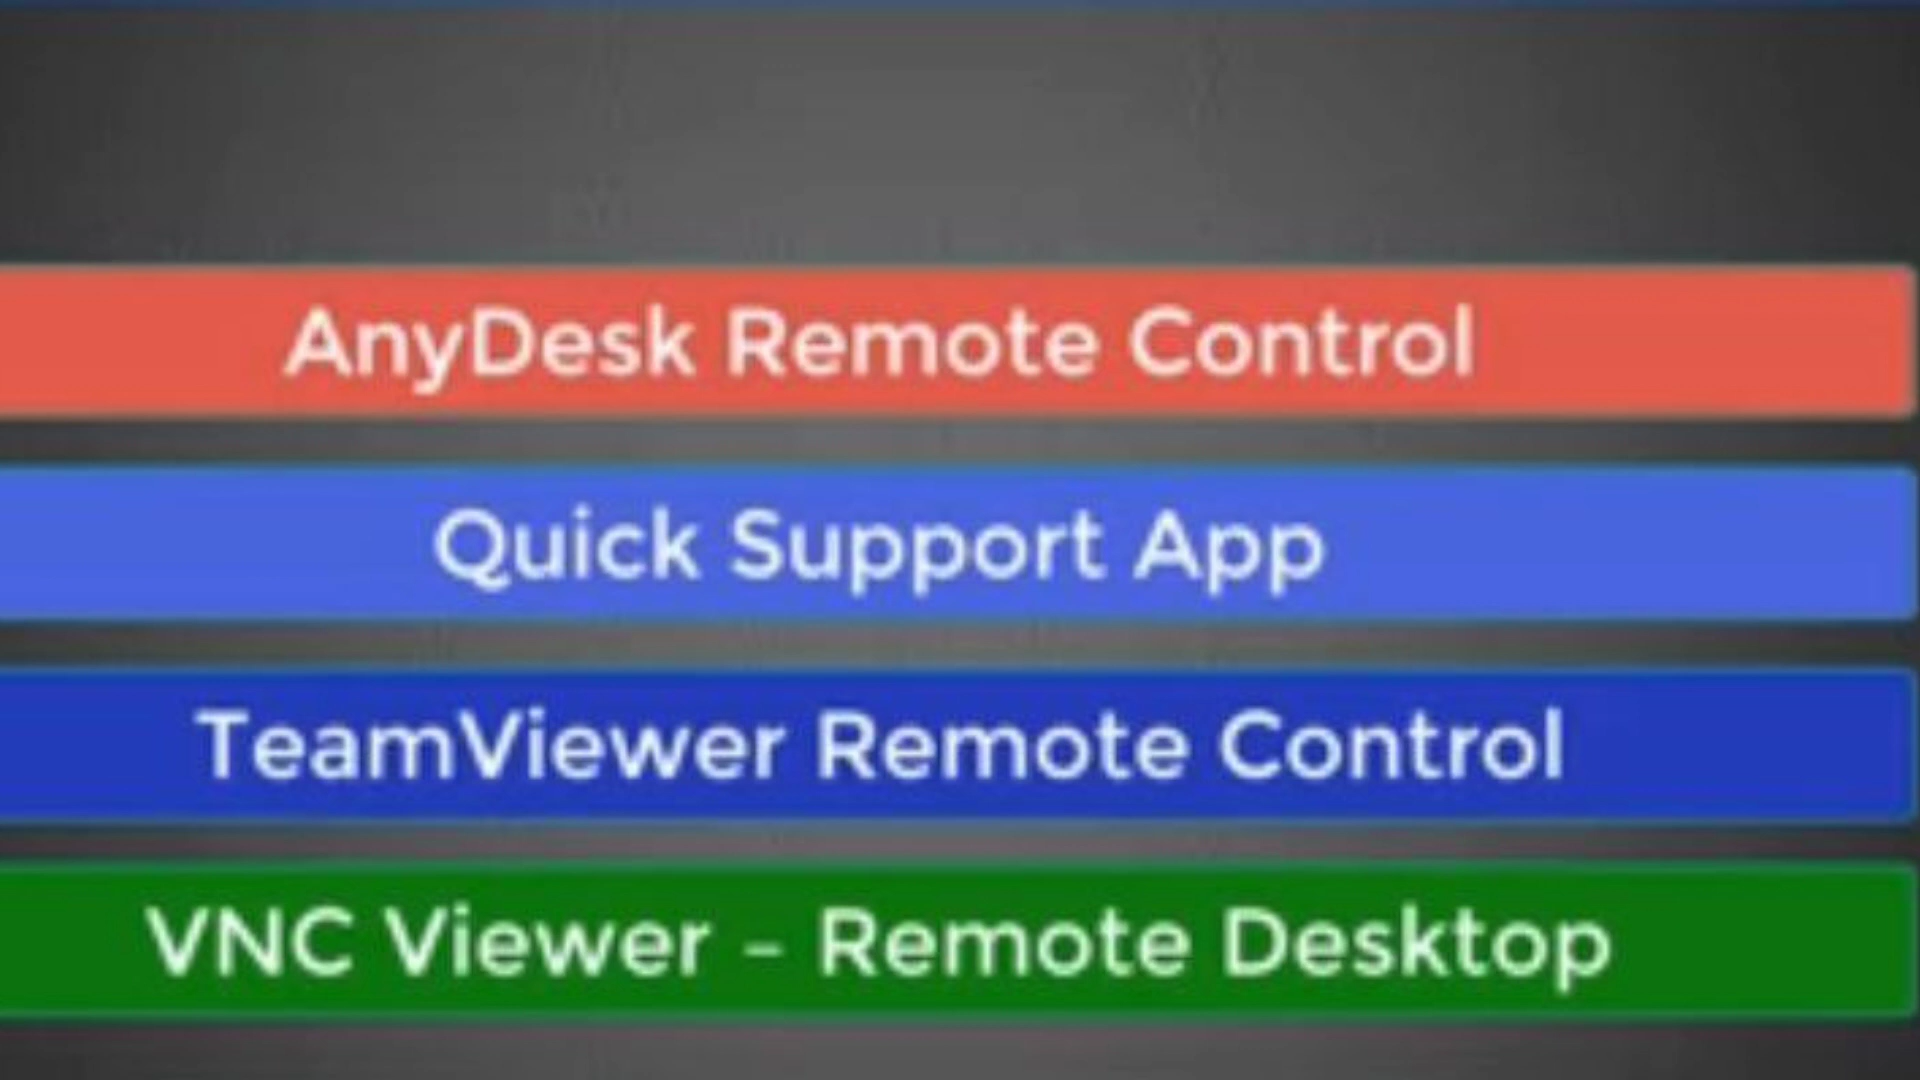 AnyDesk Remote Control
Quick Support App
TeamViewer Remote Control
VNC Viewer - Remote Desktop